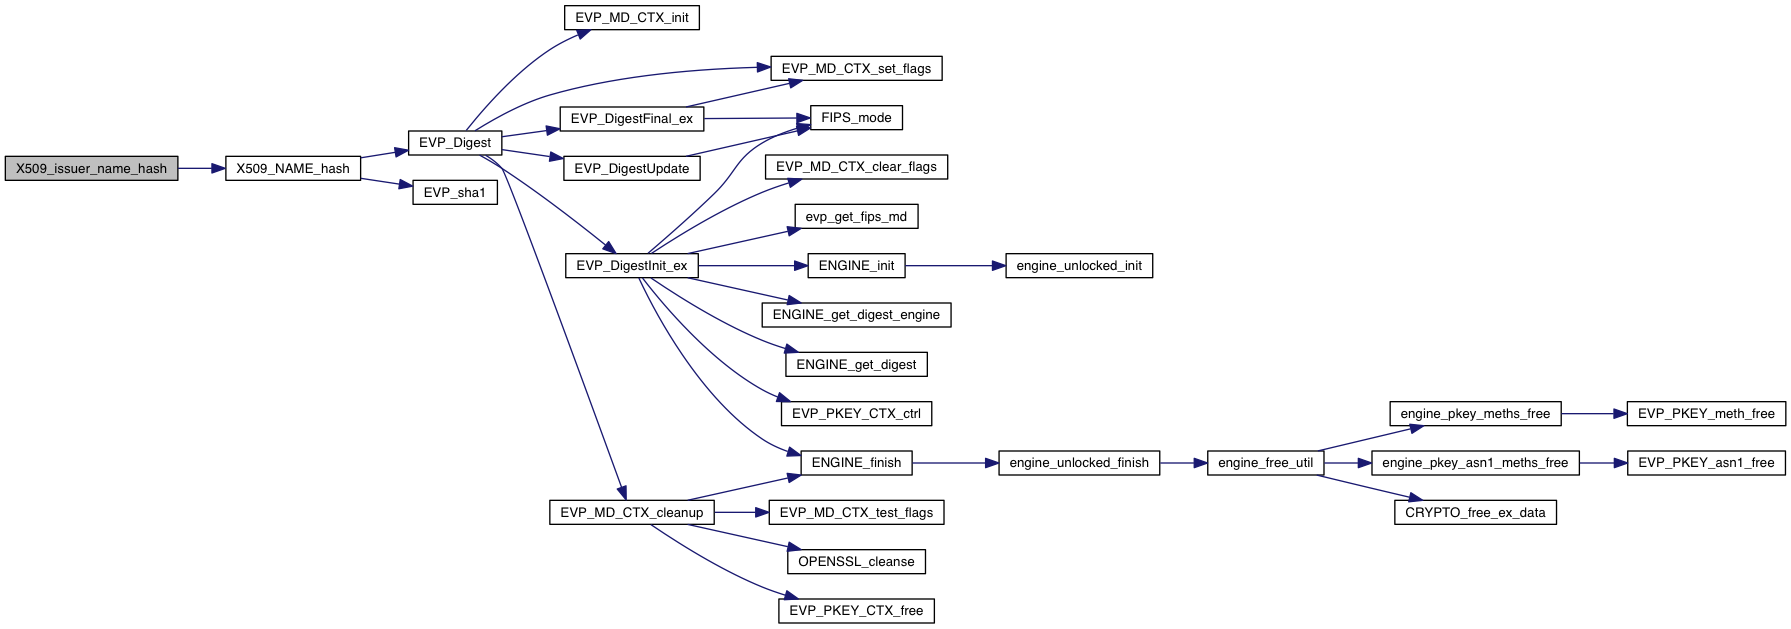 X509_issuer_name_hash
X509_NAME_hash
EVP_Digest
EVP_sha1
EVP_MD_CTX_init
EVP_DigestFinal_ex
EVP_DigestUpdate
EVP_DigestInit_ex
EVP_MD_CTX_cleanup
EVP_MD_CTX_set_flags
FIPS_mode
EVP_MD_CTX_clear_flags
evp_get_fips_md
ENGINE_init
ENGINE_get_digest_engine
ENGINE_get_digest
EVP_PKEY_CTX_ctrl
ENGINE_finish
EVP_MD_CTX_test_flags
OPENSSL_cleanse
EVP_PKEY_CTX_free
engine_unlocked_init
engine_unlocked_finish
engine_free_util
engine_pkey_meths_free
engine_pkey_asn1_meths_free
CRYPTO_free_ex_data
EVP_PKEY_meth_free
EVP_PKEY_asn1_free